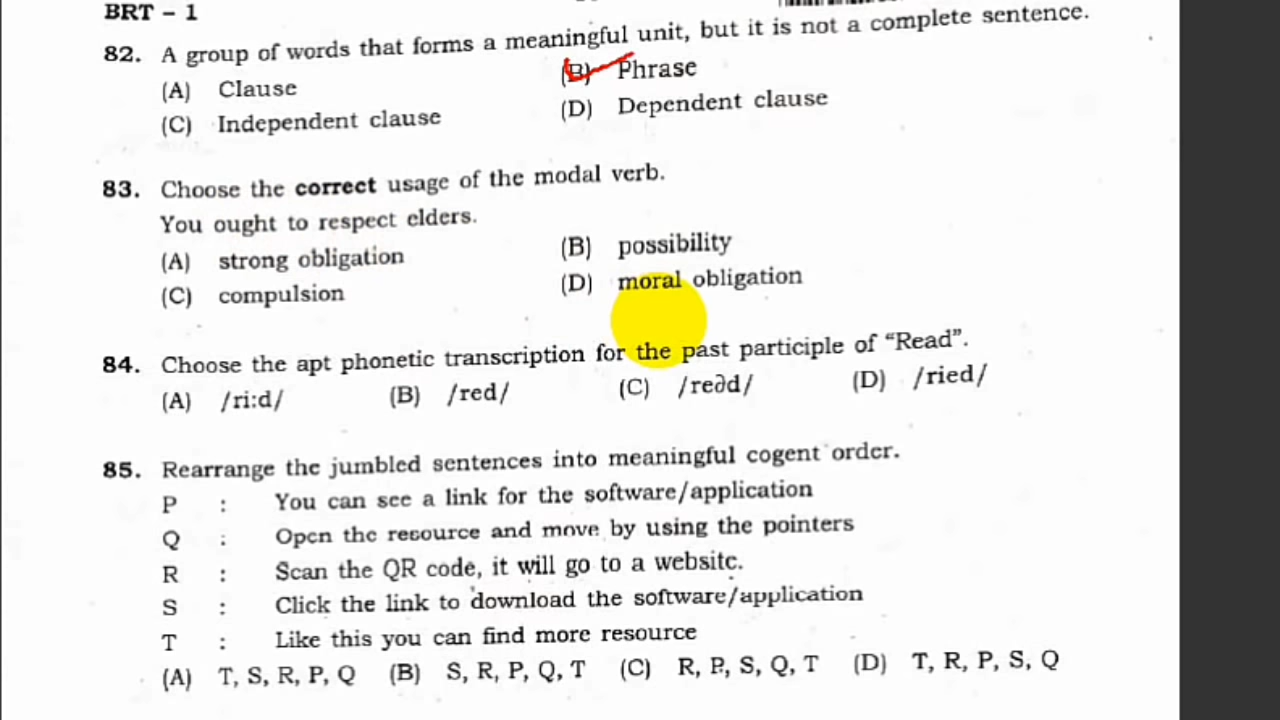 BRT – 1
82. A group of words that forms a meaningful unit, but it is not a complete sentence.
(A) Clause (B) Phrase
(C) Independent clause (D) Dependent clause
83. Choose the correct usage of the modal verb.
You ought to respect elders.
(A) strong obligation (B) possibility
(C) compulsion (D) moral obligation
84. Choose the apt phonetic transcription for the past participle of “Read”.
(A) /ri:d/ (B) /red/ (C) /re∂d/ (D) /ried/
85. Rearrange the jumbled sentences into meaningful cogent order.
P : You can see a link for the software/application
Q : Open the resource and move by using the pointers
R : Scan the QR code, it will go to a website.
S : Click the link to download the software/application
T : Like this you can find more resource
(A) T, S, R, P, Q (B) S, R, P, Q, T (C) R, P, S, Q, T (D) T, R, P, S, Q